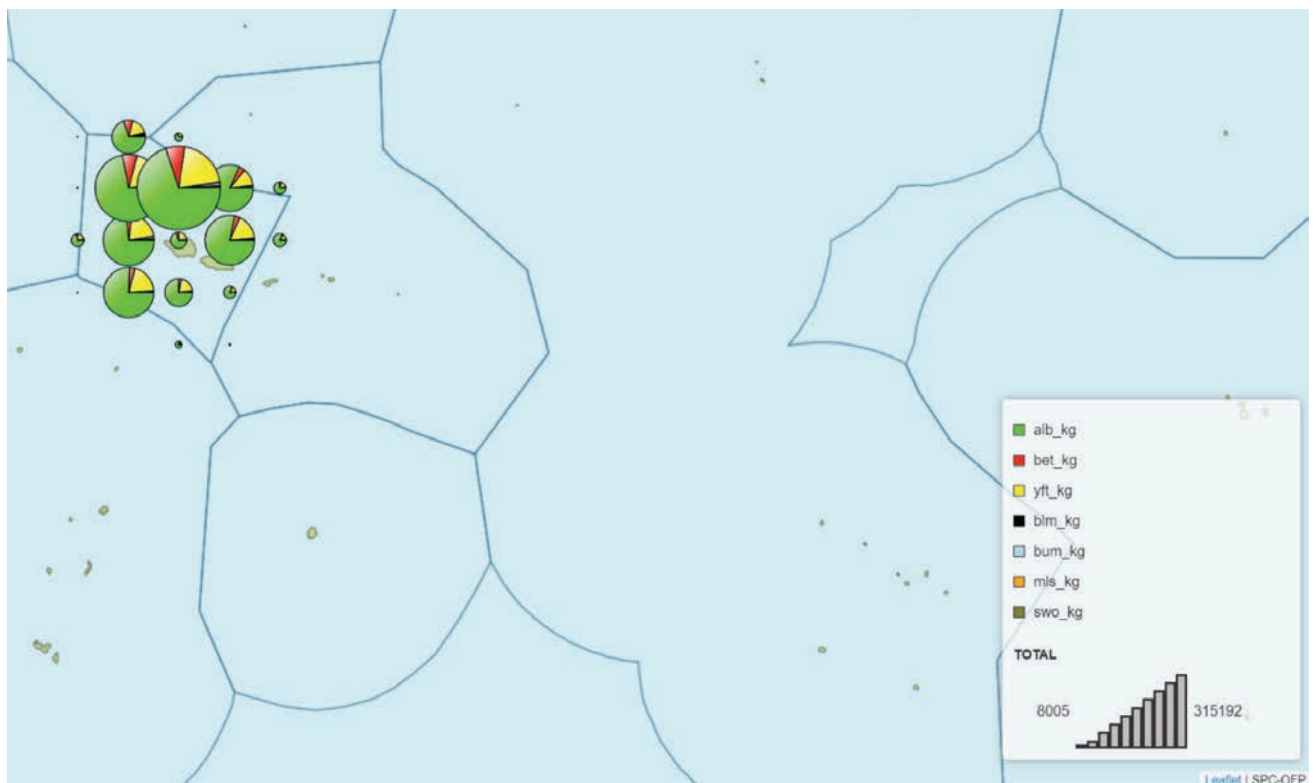 alb_kg
bet_kg
yft_kg
blm_kg
bum_kg
mls_kg
swo_kg
TOTAL
8005 315192
Leaflet | SPC-OFP